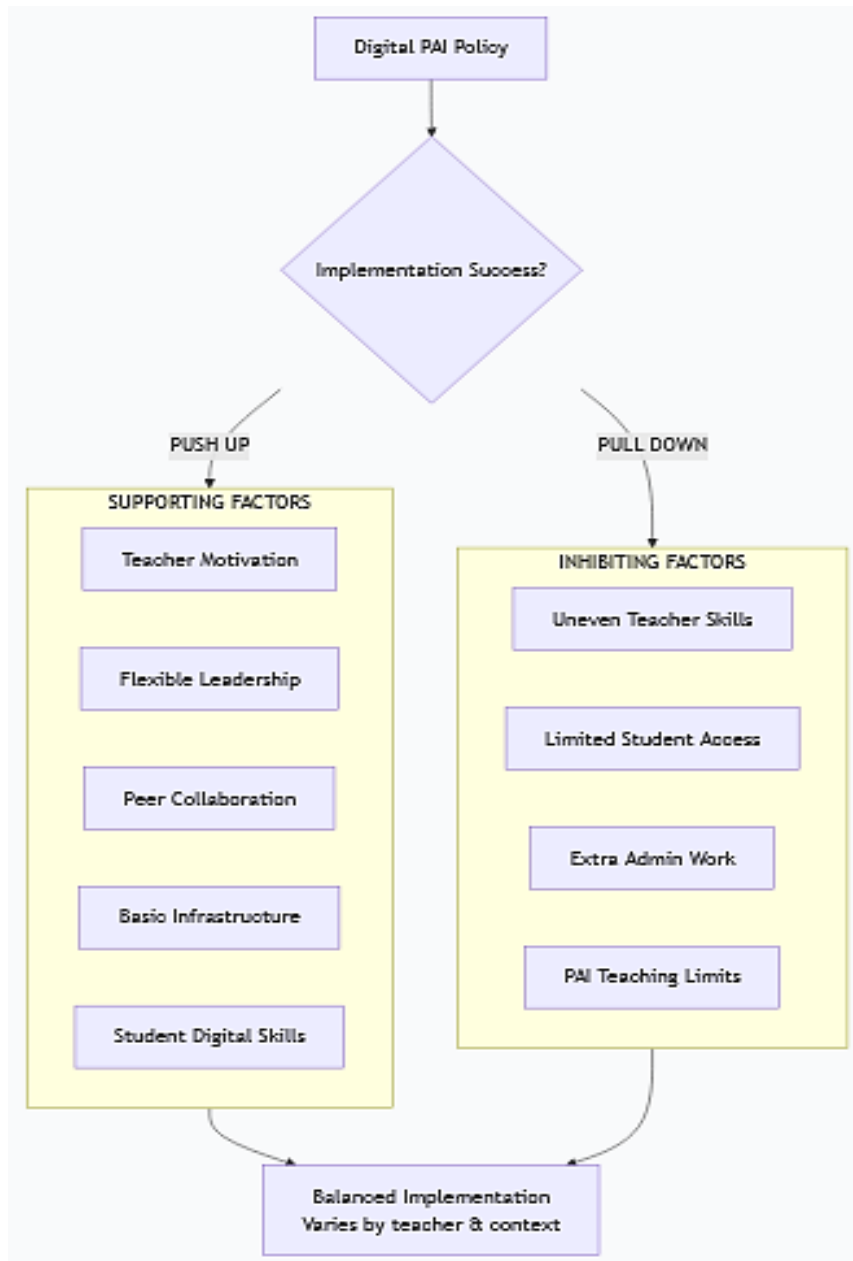 Digital PAI Policy
Implementation Success?
PUSH UP
PULL DOWN
SUPPORTING FACTORS
Teacher Motivation
Flexible Leadership
Peer Collaboration
Basic Infrastructure
Student Digital Skills
INHIBITING FACTORS
Uneven Teacher Skills
Limited Student Access
Extra Admin Work
PAI Teaching Limits
Balanced Implementation
Varies by teacher & context